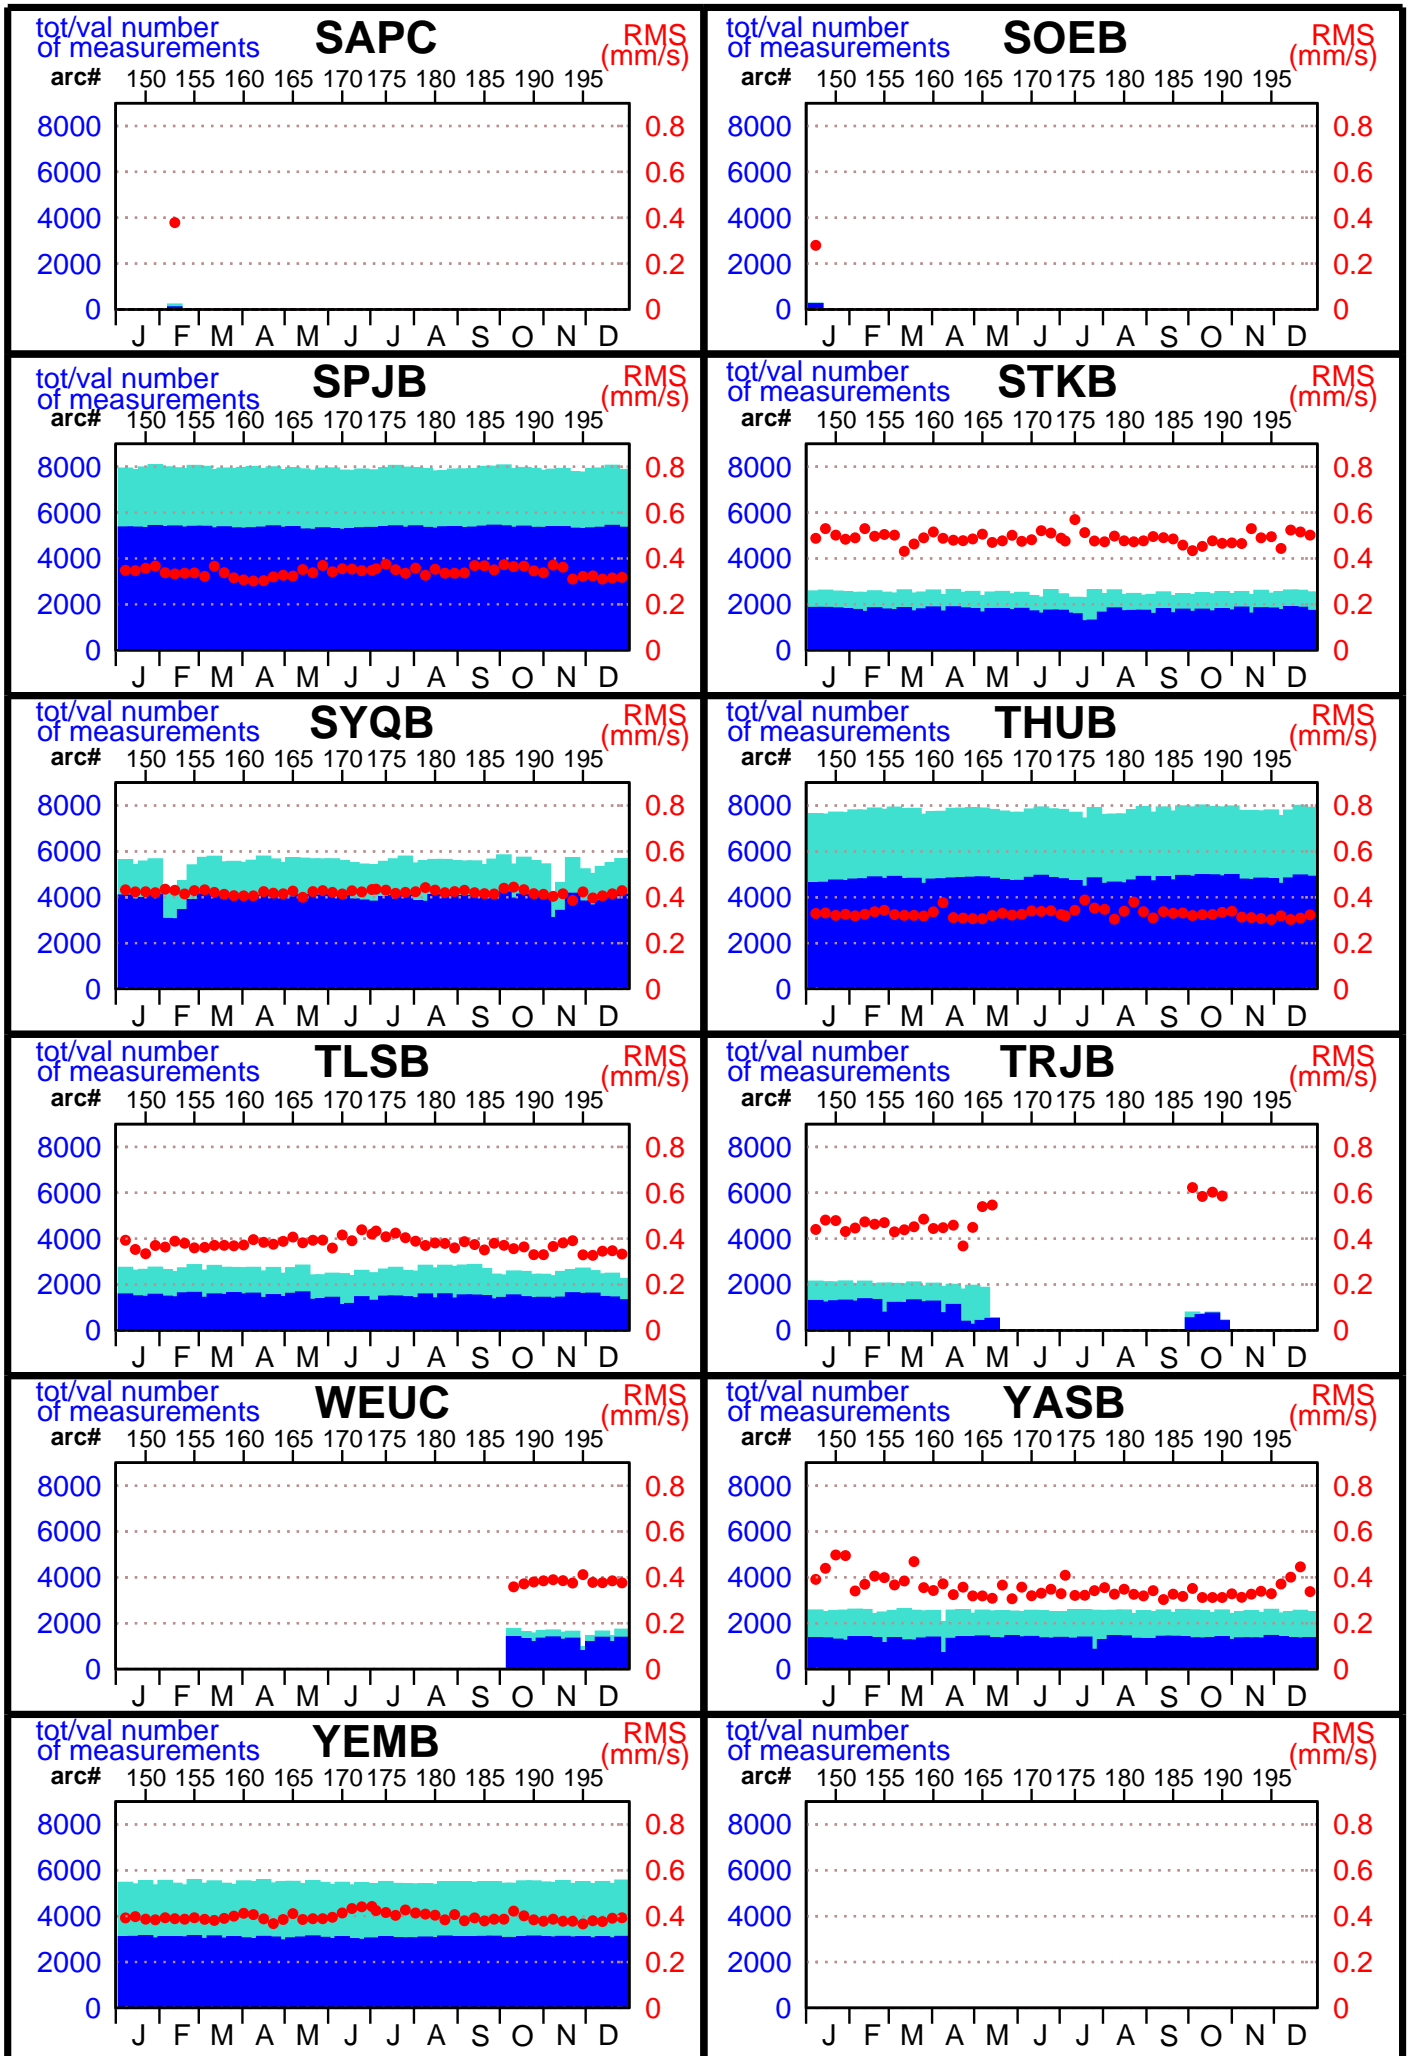 tot/val number
of measurements
SAPC
RMS
(mm/s)
arc# 150 155 160 165 170 175 180 185 190 195
8000 0.8
6000 0.6
4000 0.4
2000 0.2
0 0
J F M A M J J A S O N D
tot/val number
of measurements
SOEB
RMS
(mm/s)
arc# 150 155 160 165 170 175 180 185 190 195
8000 0.8
6000 0.6
4000 0.4
2000 0.2
0 0
J F M A M J J A S O N D
tot/val number
of measurements
SPJB
RMS
(mm/s)
arc# 150 155 160 165 170 175 180 185 190 195
8000 0.8
6000 0.6
4000 0.4
2000 0.2
0 0
J F M A M J J A S O N D
tot/val number
of measurements
STKB
RMS
(mm/s)
arc# 150 155 160 165 170 175 180 185 190 195
8000 0.8
6000 0.6
4000 0.4
2000 0.2
0 0
J F M A M J J A S O N D
tot/val number
of measurements
SYQB
RMS
(mm/s)
arc# 150 155 160 165 170 175 180 185 190 195
8000 0.8
6000 0.6
4000 0.4
2000 0.2
0 0
J F M A M J J A S O N D
tot/val number
of measurements
THUB
RMS
(mm/s)
arc# 150 155 160 165 170 175 180 185 190 195
8000 0.8
6000 0.6
4000 0.4
2000 0.2
0 0
J F M A M J J A S O N D
tot/val number
of measurements
TLSB
RMS
(mm/s)
arc# 150 155 160 165 170 175 180 185 190 195
8000 0.8
6000 0.6
4000 0.4
2000 0.2
0 0
J F M A M J J A S O N D
tot/val number
of measurements
TRJB
RMS
(mm/s)
arc# 150 155 160 165 170 175 180 185 190 195
8000 0.8
6000 0.6
4000 0.4
2000 0.2
0 0
J F M A M J J A S O N D
tot/val number
of measurements
WEUC
RMS
(mm/s)
arc# 150 155 160 165 170 175 180 185 190 195
8000 0.8
6000 0.6
4000 0.4
2000 0.2
0 0
J F M A M J J A S O N D
tot/val number
of measurements
YASB
RMS
(mm/s)
arc# 150 155 160 165 170 175 180 185 190 195
8000 0.8
6000 0.6
4000 0.4
2000 0.2
0 0
J F M A M J J A S O N D
tot/val number
of measurements
YEMB
RMS
(mm/s)
arc# 150 155 160 165 170 175 180 185 190 195
8000 0.8
6000 0.6
4000 0.4
2000 0.2
0 0
J F M A M J J A S O N D
tot/val number
of measurements
RMS
(mm/s)
arc# 150 155 160 165 170 175 180 185 190 195
8000 0.8
6000 0.6
4000 0.4
2000 0.2
0 0
J F M A M J J A S O N D